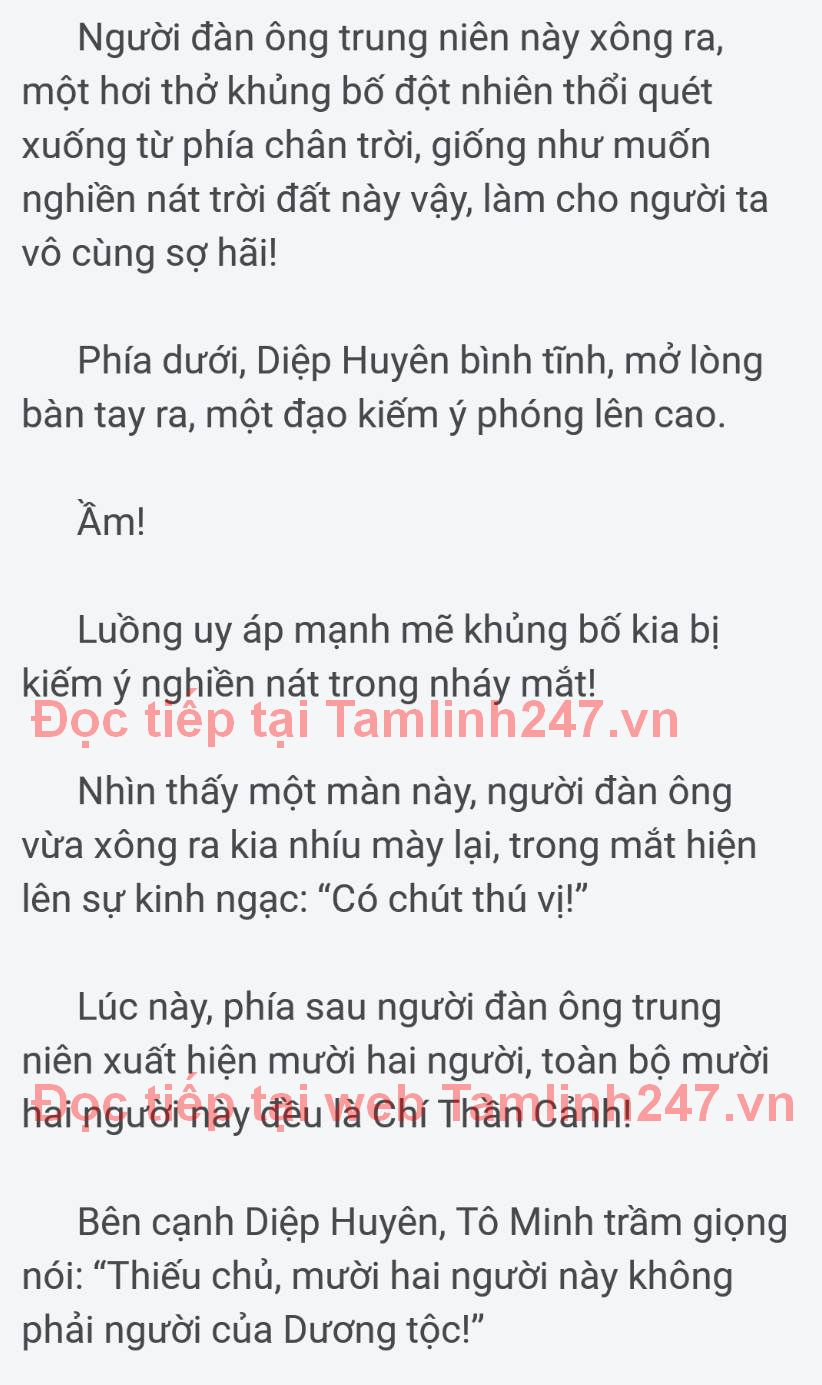 Người đàn ông trung niên này xông ra,
một hơi thở khủng bố đột nhiên thổi quét
xuống từ phía chân trời, giống như muốn
nghiền nát trời đất này vậy, làm cho người ta
vô cùng sợ hãi!
Phía dưới, Diệp Huyên bình tĩnh, mở lòng
bàn tay ra, một đạo kiếm ý phóng lên cao.
Ầm!
Luồng uy áp mạnh mẽ khủng bố kia bị
kiếm ý nghiền nát trong nháy mắt!
Đọc tiếp tại Tamlinh247.vn
Nhìn thấy một màn này, người đàn ông
vừa xông ra kia nhíu mày lại, trong mắt hiện
lên sự kinh ngạc: “Có chút thú vị!”
Lúc này, phía sau người đàn ông trung
niên xuất hiện mười hai người, toàn bộ mười
Đọc tiếp tại web Tamlinh247.vn
hai người này đều là Chí Thần Cảnh!
Bên cạnh Diệp Huyên, Tô Minh trầm giọng
nói: “Thiếu chủ, mười hai người này không
phải người của Dương tộc!”